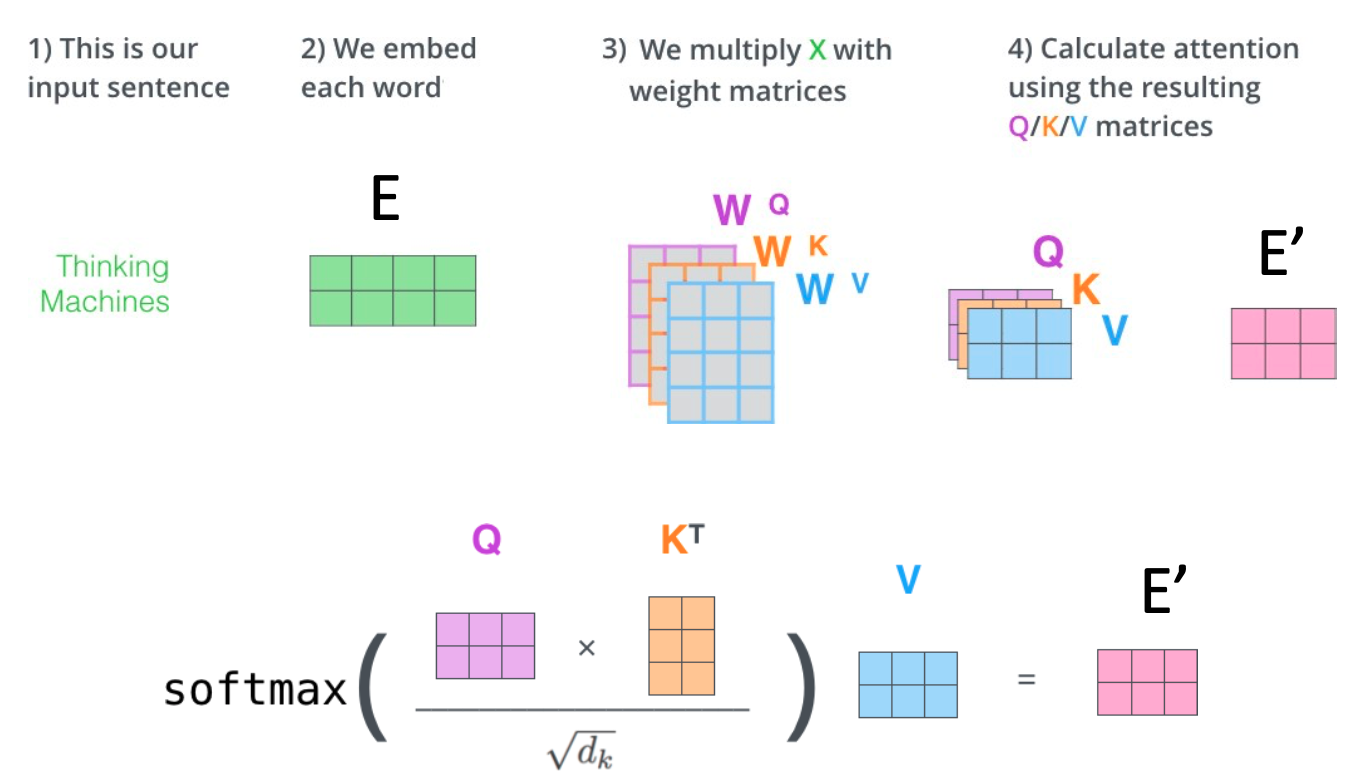 1) This is our
input sentence
2) We embed
each word
3) We multiply X with
weight matrices
4) Calculate attention
using the resulting
Q/K/V matrices
Thinking
Machines
E
W Q
W K
W V
Q
K
V
E’
Q
K^T
V
E’
softmax( × ) =
√d_k